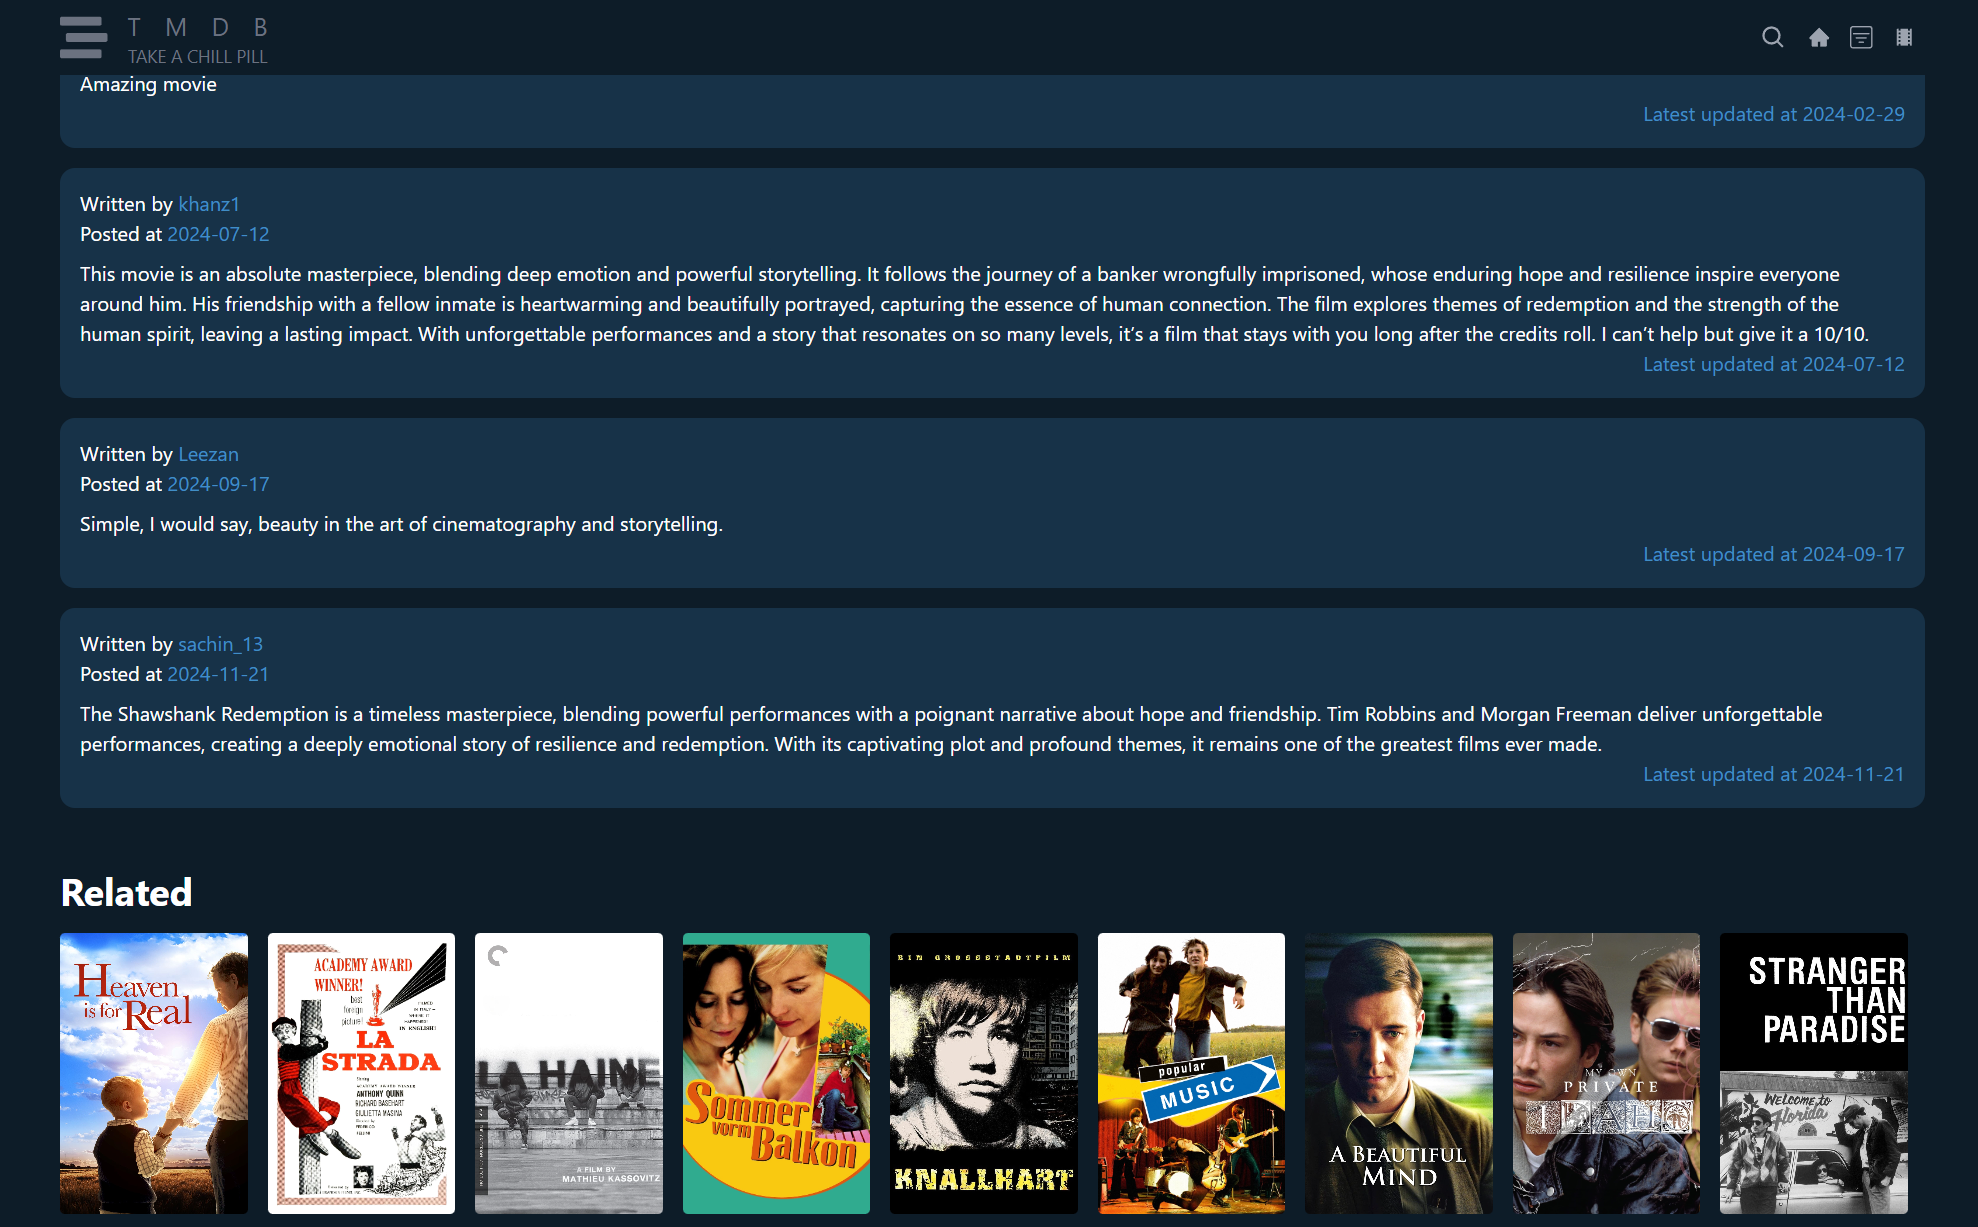 T M D B
TAKE A CHILL PILL
Amazing movie
Latest updated at 2024-02-29
Written by khanz1
Posted at 2024-07-12
This movie is an absolute masterpiece, blending deep emotion and powerful storytelling. It follows the journey of a banker wrongfully imprisoned, whose enduring hope and resilience inspire everyone
around him. His friendship with a fellow inmate is heartwarming and beautifully portrayed, capturing the essence of human connection. The film explores themes of redemption and the strength of the
human spirit, leaving a lasting impact. With unforgettable performances and a story that resonates on so many levels, it’s a film that stays with you long after the credits roll. I can’t help but give it a 10/10.
Latest updated at 2024-07-12
Written by Leezan
Posted at 2024-09-17
Simple, I would say, beauty in the art of cinematography and storytelling.
Latest updated at 2024-09-17
Written by sachin_13
Posted at 2024-11-21
The Shawshank Redemption is a timeless masterpiece, blending powerful performances with a poignant narrative about hope and friendship. Tim Robbins and Morgan Freeman deliver unforgettable
performances, creating a deeply emotional story of resilience and redemption. With its captivating plot and profound themes, it remains one of the greatest films ever made.
Latest updated at 2024-11-21
Related
Heaven
is for Real
ACADEMY AWARD
WINNER!
best
foreign
picture!
IN ENGLISH!
LA
STRADA
ACADEMY AWARD WINNER
ANTHONY QUINN
RICHARD BASEHART
GIULIETTA MASINA
LA HAINE
A FILM BY
MATHIEU KASSOVITZ
Sommer
vorm
Balkon
EIN GROSSSTADTFILM
KNALLHART
popular
MUSIC
A BEAUTIFUL
MIND
MY OWN
PRIVATE
IDAHO
STRANGER
THAN
PARADISE
Welcome to
Florida